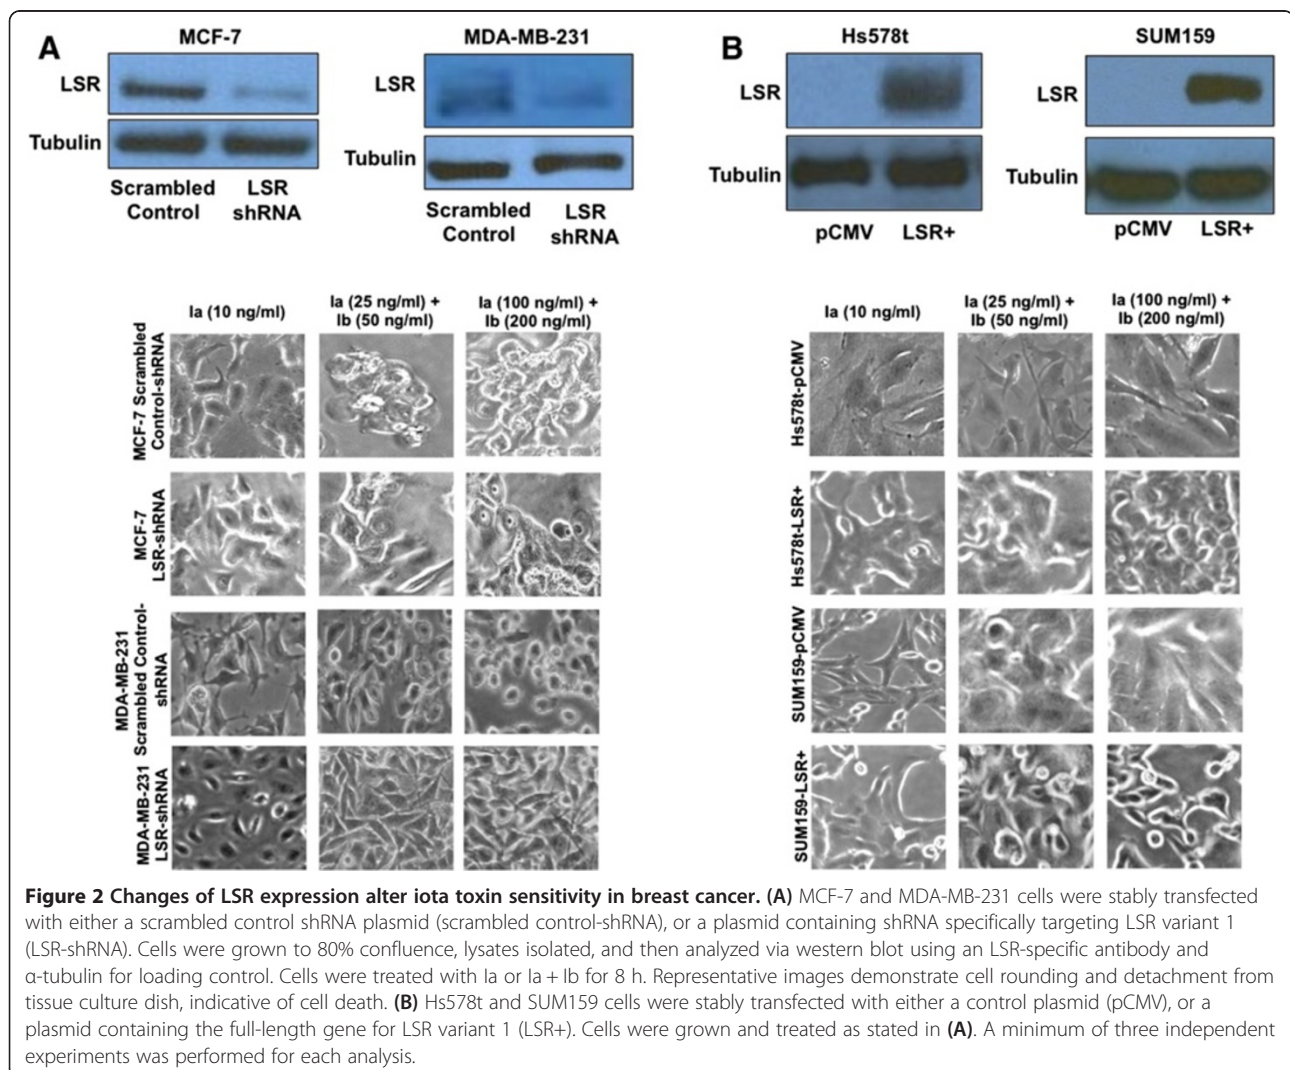 A
MCF-7
LSR
Tubulin
Scrambled
Control
LSR
shRNA
MDA-MB-231
LSR
Tubulin
Scrambled
Control
LSR
shRNA
B
Hs578t
LSR
Tubulin
pCMV
LSR+
SUM159
LSR
Tubulin
pCMV
LSR+
Ia (10 ng/ml)
Ia (25 ng/ml) +
Ib (50 ng/ml)
Ia (100 ng/ml) +
Ib (200 ng/ml)
MCF-7 Scrambled
Control-shRNA
MCF-7
LSR-shRNA
MDA-MB-231
Scrambled Control-
shRNA
MDA-MB-231
LSR-shRNA
Ia (10 ng/ml)
Ia (25 ng/ml) +
Ib (50 ng/ml)
Ia (100 ng/ml) +
Ib (200 ng/ml)
Hs578t-pCMV
Hs578t-LSR+
SUM159-pCMV
SUM159-LSR+
Figure 2 Changes of LSR expression alter iota toxin sensitivity in breast cancer. (A) MCF-7 and MDA-MB-231 cells were stably transfected
with either a scrambled control shRNA plasmid (scrambled control-shRNA), or a plasmid containing shRNA specifically targeting LSR variant 1
(LSR-shRNA). Cells were grown to 80% confluence, lysates isolated, and then analyzed via western blot using an LSR-specific antibody and
α-tubulin for loading control. Cells were treated with Ia or Ia + Ib for 8 h. Representative images demonstrate cell rounding and detachment from
tissue culture dish, indicative of cell death. (B) Hs578t and SUM159 cells were stably transfected with either a control plasmid (pCMV), or a
plasmid containing the full-length gene for LSR variant 1 (LSR+). Cells were grown and treated as stated in (A). A minimum of three independent
experiments was performed for each analysis.